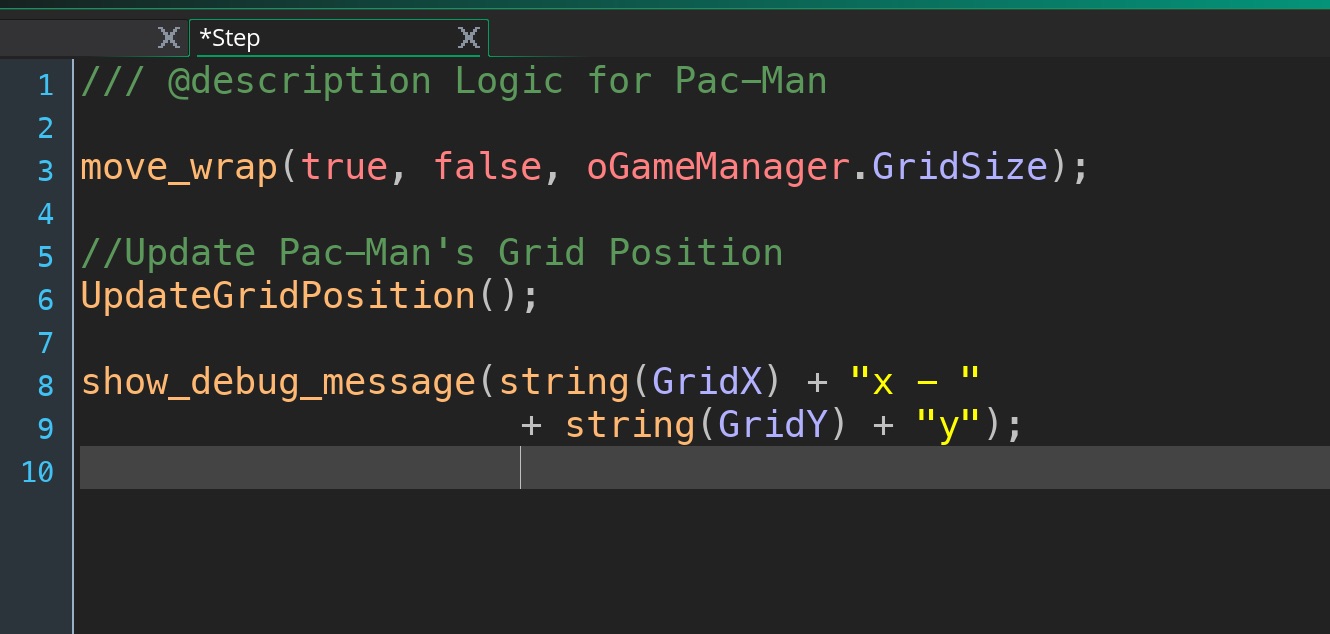 *Step
1 /// @description Logic for Pac-Man
2
3 move_wrap(true, false, oGameManager.GridSize);
4
5 //Update Pac-Man's Grid Position
6 UpdateGridPosition();
7
8 show_debug_message(string(GridX) + "x - "
9 + string(GridY) + "y");
10